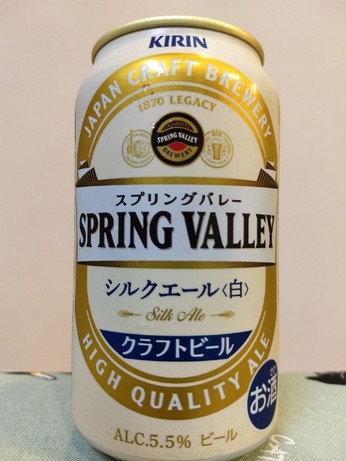 KIRIN
JAPAN CRAFT BREWERY
1870 LEGACY
SPRING VALLEY
BREWERY
スプリングバレー
SPRING VALLEY
シルクエール〈白〉
Silk Ale
クラフトビール
HIGH QUALITY ALE
お酒
ALC.5.5% ビール